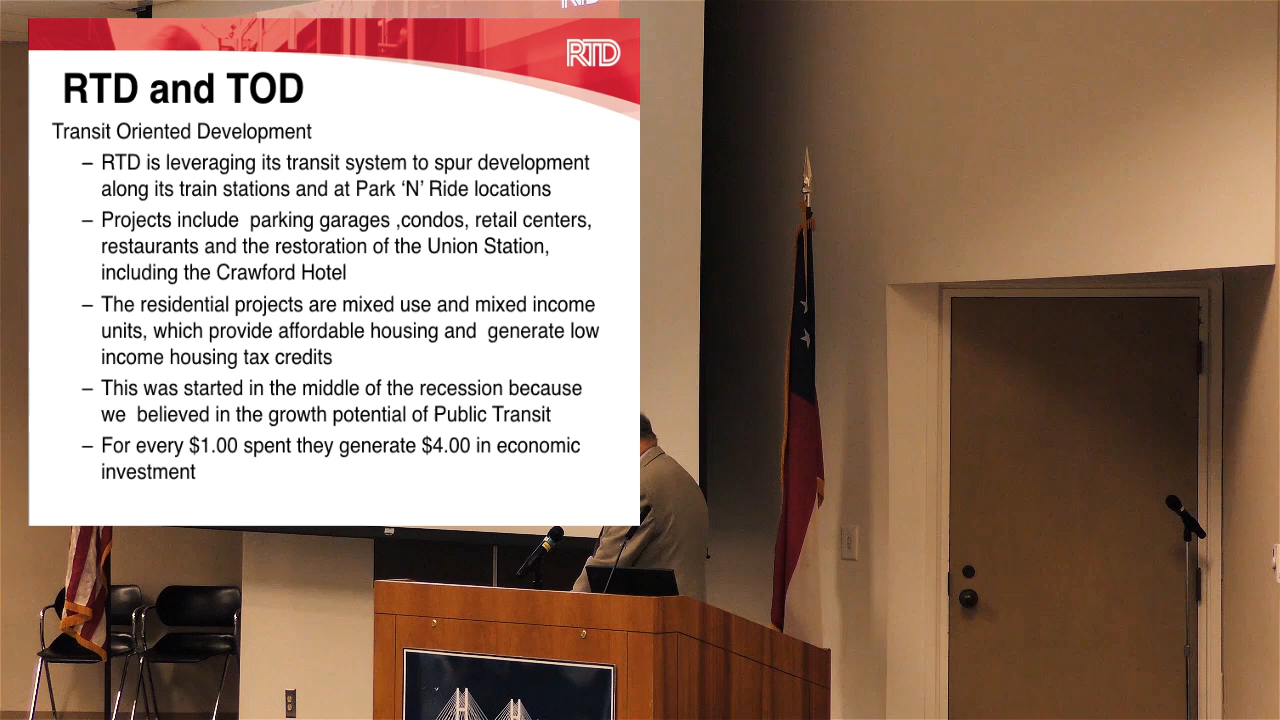 RTD
RTD
RTD and TOD
Transit Oriented Development
– RTD is leveraging its transit system to spur development
along its train stations and at Park ‘N’ Ride locations
– Projects include  parking garages ,condos, retail centers,
restaurants and the restoration of the Union Station,
including the Crawford Hotel
– The residential projects are mixed use and mixed income
units, which provide affordable housing and  generate low
income housing tax credits
– This was started in the middle of the recession because
we  believed in the growth potential of Public Transit
– For every $1.00 spent they generate $4.00 in economic
investment